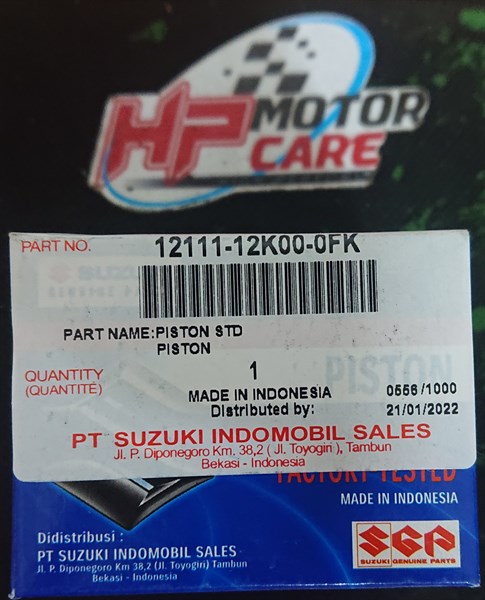 HP MOTOR
CARE
PART NO. 12111-12K00-0FK
PART NAME:PISTON STD
PISTON
PISTON
QUANTITY 1
(QUANTITÉ)
MADE IN INDONESIA 0556/1000
Distributed by: 21/01/2022
PT SUZUKI INDOMOBIL SALES
Jl. P. Diponegoro Km. 38,2 ( Jl. Toyogiri ), Tambun
Bekasi - Indonesia
FACTORY TESTED
MADE IN INDONESIA
Didistribusi :
PT SUZUKI INDOMOBIL SALES
Jl. P. Diponegoro Km 38,2 (Jl. Toyogiri) Tambun
Bekasi - Indonesia
SGP
SUZUKI GENUINE PARTS